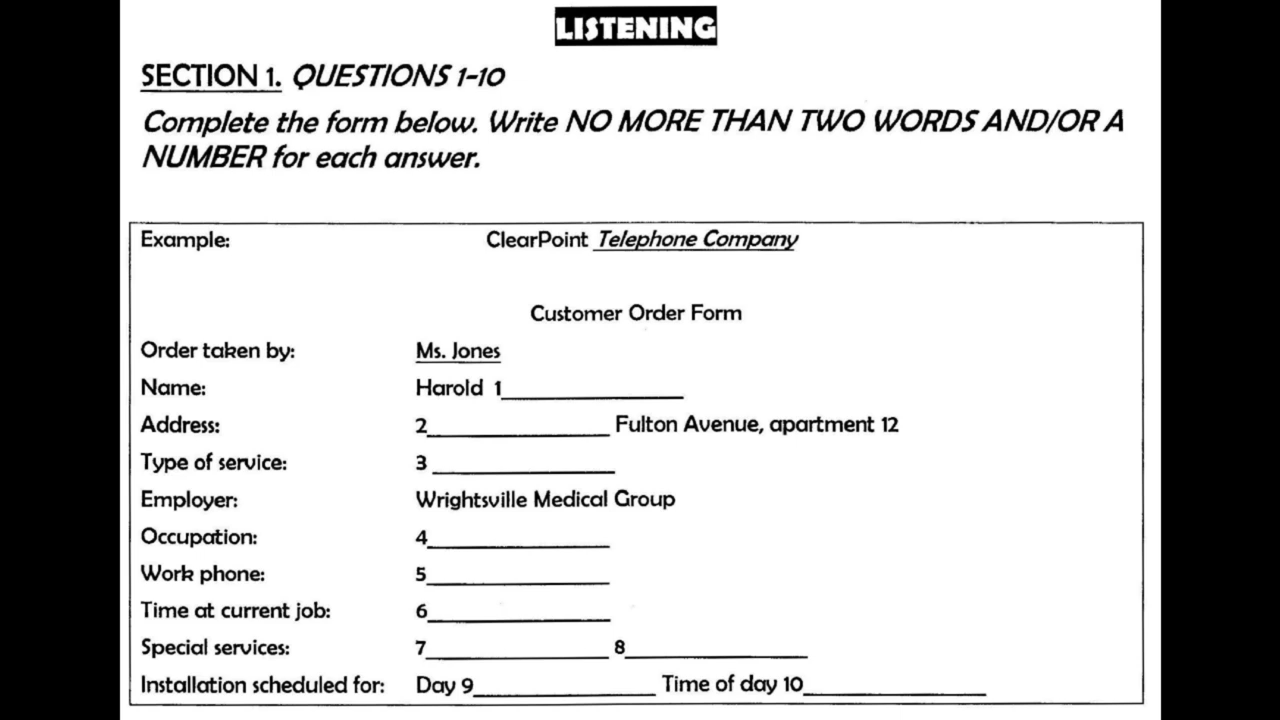 LISTENING
SECTION 1. QUESTIONS 1-10
Complete the form below. Write NO MORE THAN TWO WORDS AND/OR A
NUMBER for each answer.
Example: ClearPoint Telephone Company
Customer Order Form
Order taken by: Ms. Jones
Name: Harold 1
Address: 2 Fulton Avenue, apartment 12
Type of service: 3
Employer: Wrightsville Medical Group
Occupation: 4
Work phone: 5
Time at current job: 6
Special services: 7 8
Installation scheduled for: Day 9 Time of day 10